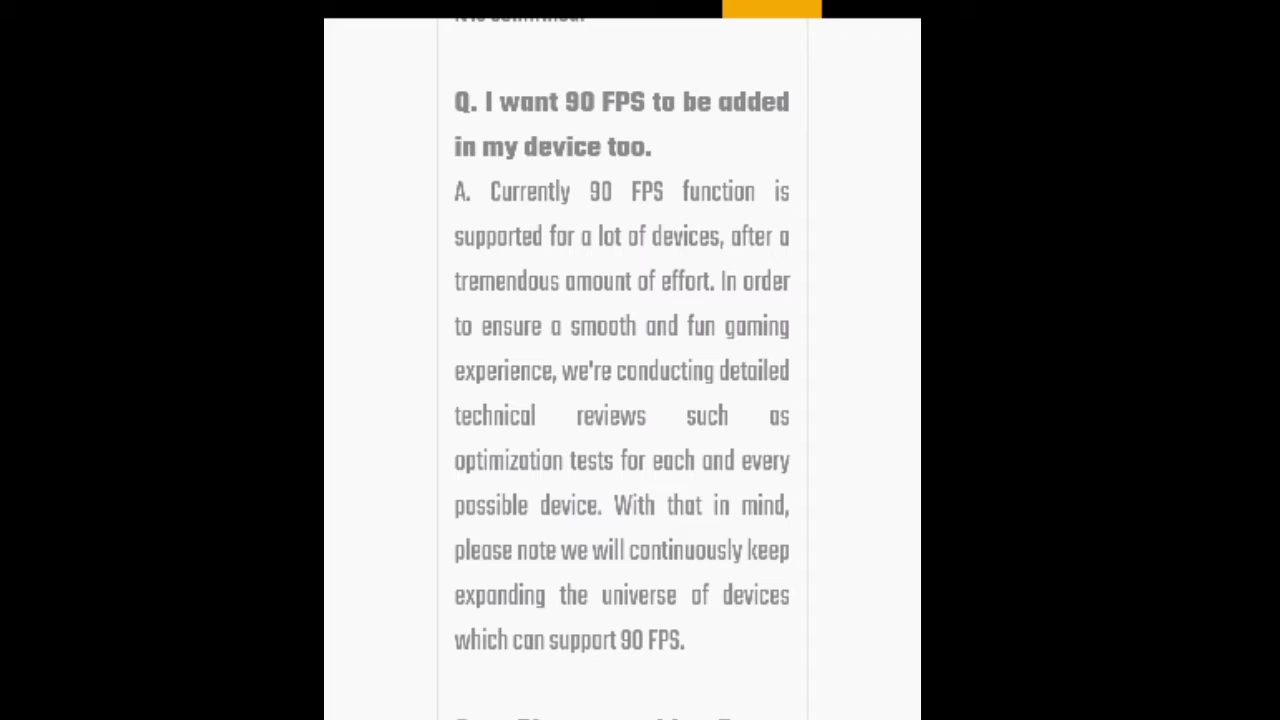 Q. I want 90 FPS to be added
in my device too.
A. Currently 90 FPS function is
supported for a lot of devices, after a
tremendous amount of effort. In order
to ensure a smooth and fun gaming
experience, we're conducting detailed
technical reviews such as
optimization tests for each and every
possible device. With that in mind,
please note we will continuously keep
expanding the universe of devices
which can support 90 FPS.